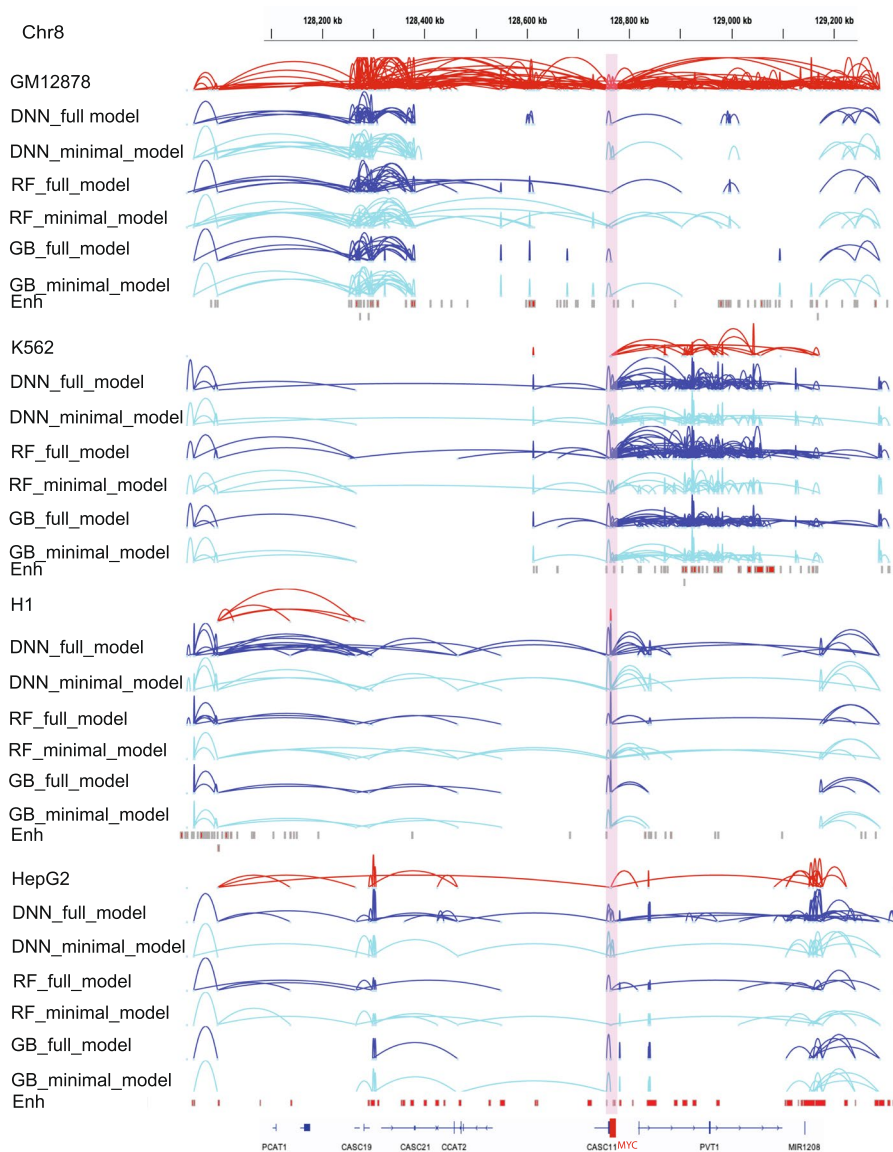 128,200 kb 128,400 kb 128,600 kb 128,800 kb 129,000 kb 129,200 kb
Chr8
GM12878
DNN_full model
DNN_minimal_model
RF_full_model
RF_minimal_model
GB_full_model
GB_minimal_model
Enh
K562
DNN_full_model
DNN_minimal_model
RF_full_model
RF_minimal_model
GB_full_model
GB_minimal_model
Enh
H1
DNN_full_model
DNN_minimal_model
RF_full_model
RF_minimal_model
GB_full_model
GB_minimal_model
Enh
HepG2
DNN_full_model
DNN_minimal_model
RF_full_model
RF_minimal_model
GB_full_model
GB_minimal_model
Enh
PCAT1 CASC19 CASC21 CCAT2 CASC11 MYC PVT1 MIR1208